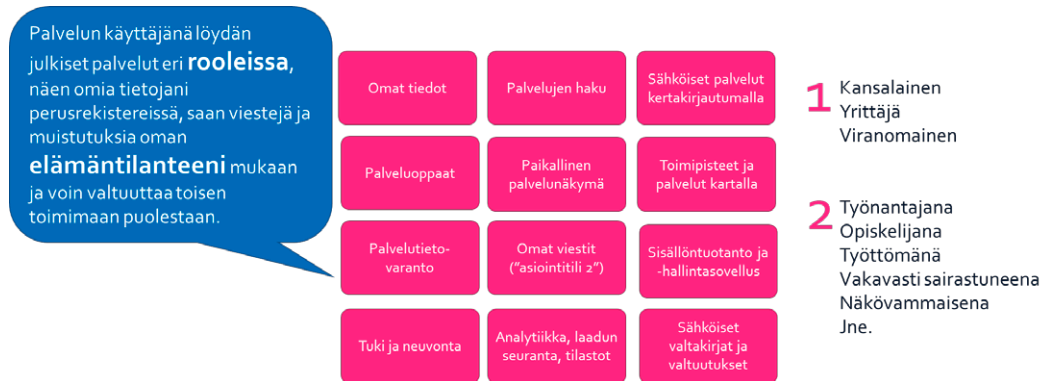 Palvelun käyttäjänä löydän
julkiset palvelut eri rooleissa,
näen omia tietojani
perusrekistereissä, saan viestejä ja
muistutuksia oman
elämäntilanteeni mukaan
ja voin valtuuttaa toisen
toimimaan puolestaan.
Omat tiedot
Palvelujen haku
Sähköiset palvelut
kertakirjautumalla
Palveluoppaat
Paikallinen
palvelunäkymä
Toimipisteet ja
palvelut kartalla
Palvelutieto-
varanto
Omat viestit
("asiointitili 2")
Sisällöntuotanto ja
-hallintasovellus
Tuki ja neuvonta
Analytiikka, laadun
seuranta, tilastot
Sähköiset
valtakirjat ja
valtuutukset
1
Kansalainen
Yrittäjä
Viranomainen
2
Työnantajana
Opiskelijana
Työttömänä
Vakavasti sairastuneena
Näkövammaisena
Jne.